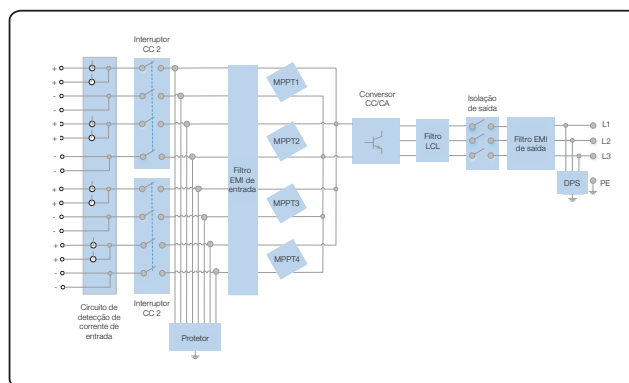 Interruptor
CC 2
+
+
-
-
+
+
-
-
+
+
-
-
+
+
-
-
Circuito de
detecção de
corrente de
entrada
Interruptor
CC 2
Protetor
Filtro
EMI de
entrada
MPPT1
MPPT2
MPPT3
MPPT4
Conversor
CC/CA
Filtro
LCL
Isolação
de saída
Filtro EMI
de saída
DPS
L1
L2
L3
PE